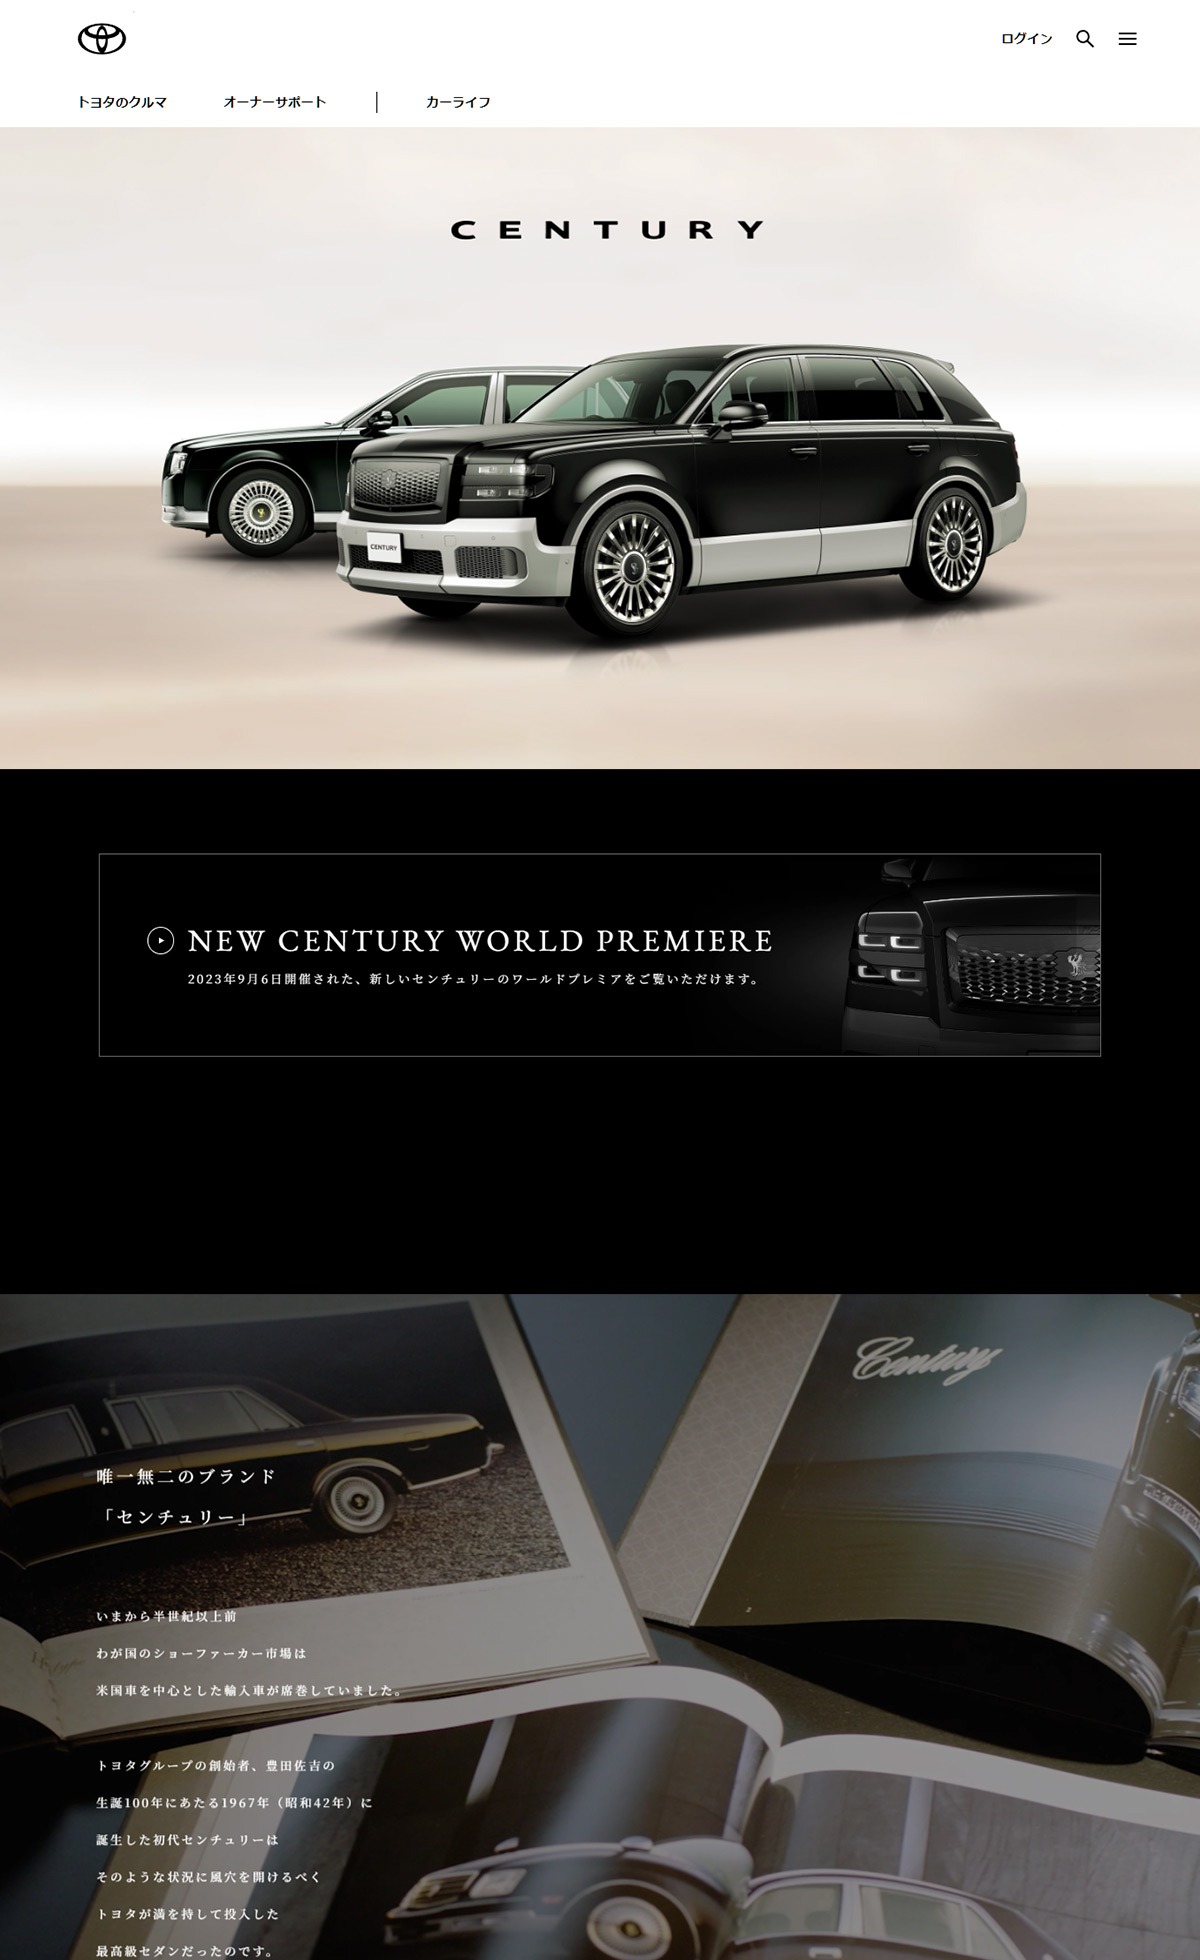 ログイン
トヨタのクルマ オーナーサポート カーライフ
CENTURY
CENTURY
NEW CENTURY WORLD PREMIERE
2023年9月6日開催された、新しいセンチュリーのワールドプレミアをご覧いただけます。
Century
唯一無二のブランド
「センチュリー」
いまから半世紀以上前
わが国のショーファーカー市場は
米国車を中心とした輸入車が席巻していました。
トヨタグループの創始者、豊田佐吉の
生誕100年にあたる1967年（昭和42年）に
誕生した初代センチュリーは
そのような状況に風穴を開けるべく
トヨタが満を持して投入した
最高級セダンだったのです。